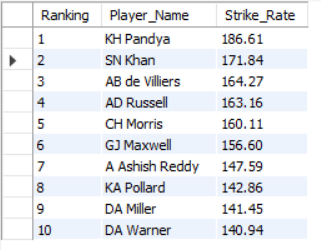 Ranking Player_Name Strike_Rate
1 KH Pandya 186.61
2 SN Khan 171.84
3 AB de Villiers 164.27
4 AD Russell 163.16
5 CH Morris 160.11
6 GJ Maxwell 156.60
7 A Ashish Reddy 147.59
8 KA Pollard 142.86
9 DA Miller 141.45
10 DA Warner 140.94